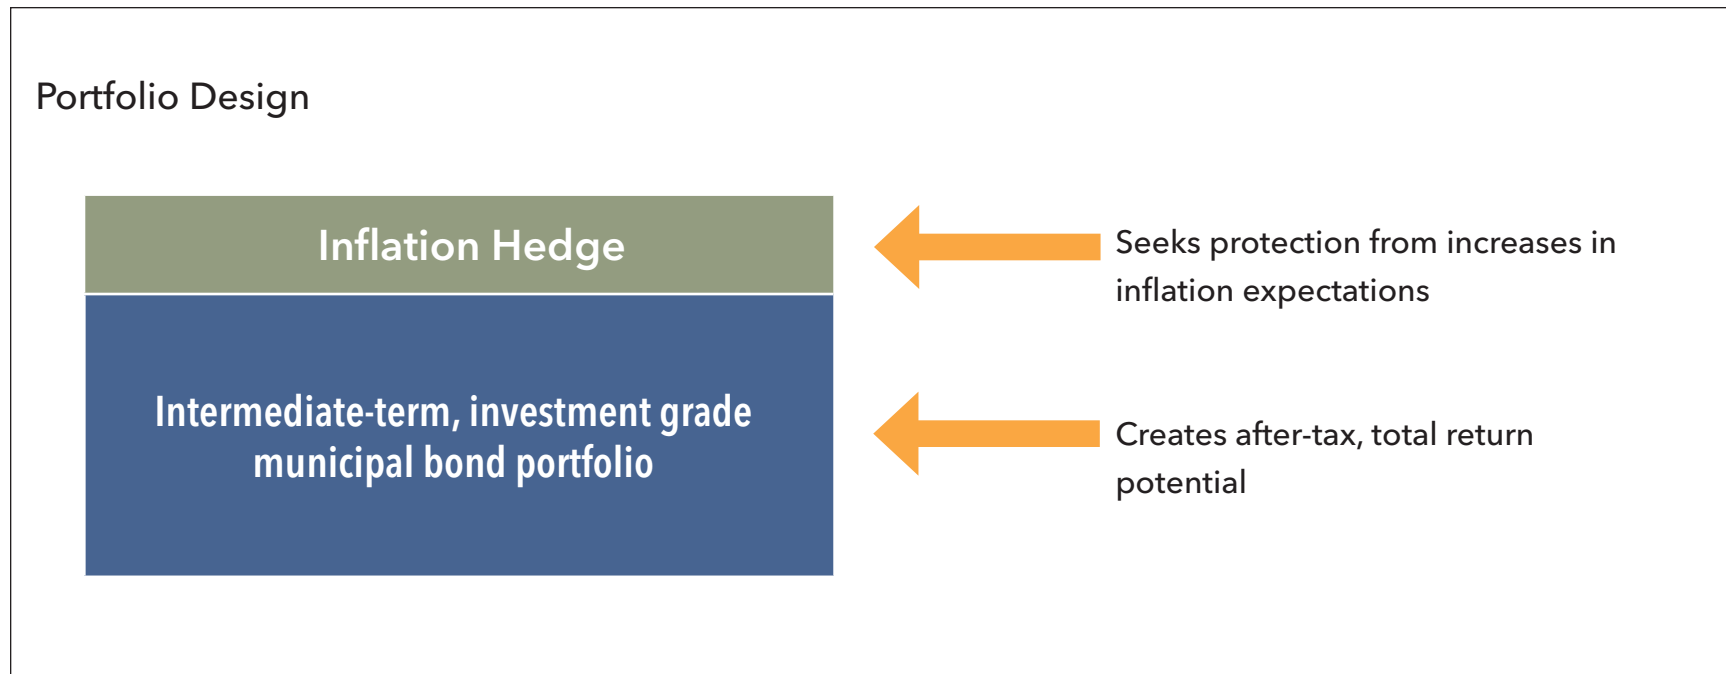 Portfolio Design
Inflation Hedge
Seeks protection from increases in
inflation expectations
Intermediate-term, investment grade
municipal bond portfolio
Creates after-tax, total return
potential